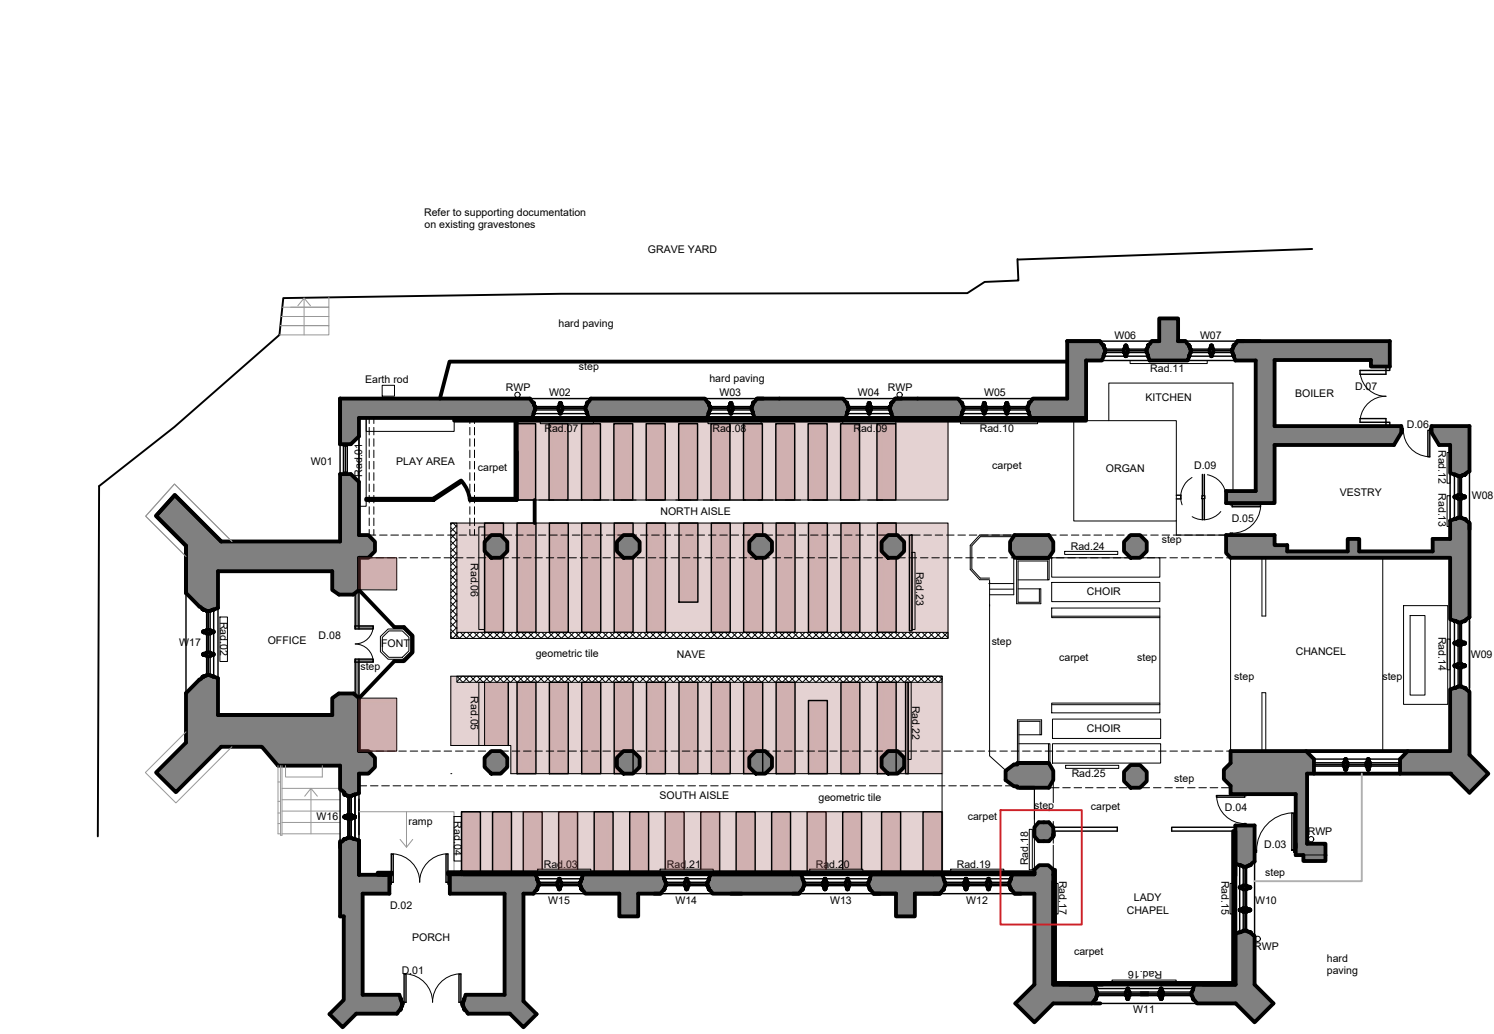 Refer to supporting documentation
on existing gravestones
GRAVE YARD
hard paving
W06
W07
step
Rad.11
Earth rod
RWP
W02
hard paving
W03
W04
RWP
W05
KITCHEN
BOILER
D.07
Rad.07
Rad.08
Rad.09
Rad.10
D.06
W01
Rad.01
PLAY AREA
carpet
carpet
ORGAN
D.09
VESTRY
Rad.12
Rad.13
W08
NORTH AISLE
D.05
step
Rad.24
Rad.06
Rad.23
CHOIR
W17
Rad.02
OFFICE
D.08
FONT
step
geometric tile
NAVE
step
carpet
step
CHANCEL
Rad.14
W09
step
step
Rad.05
Rad.22
CHOIR
Rad.25
step
SOUTH AISLE
geometric tile
W16
ramp
step
carpet
carpet
D.04
Rad.04
Rad.18
D.03
RWP
Rad.03
Rad.21
Rad.20
Rad.19
step
W15
W14
W13
W12
Rad.17
LADY
CHAPEL
Rad.15
W10
D.02
PORCH
carpet
RWP
D.01
Rad.16
hard
paving
W11